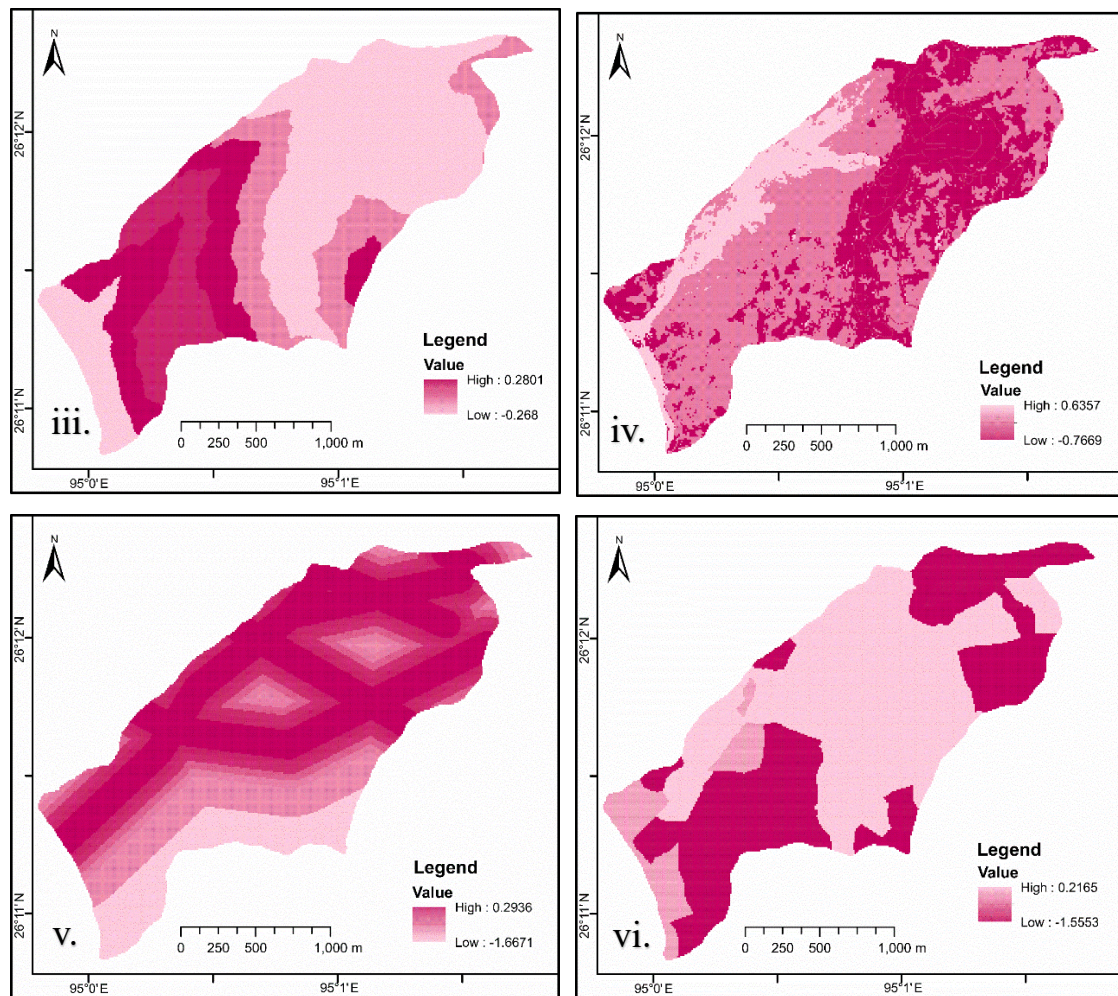 N
26°12'N
26°11'N
iii.
Legend
Value
High : 0.2801
Low : -0.268
0 250 500 1,000 m
95°0'E 95°1'E
N
26°12'N
26°11'N
iv.
Legend
Value
High : 0.6357
Low : -0.7669
0 250 500 1,000 m
95°0'E 95°1'E
N
26°12'N
26°11'N
v.
Legend
Value
High : 0.2936
Low : -1.6671
0 250 500 1,000 m
95°0'E 95°1'E
N
26°12'N
26°11'N
vi.
Legend
Value
High : 0.2165
Low : -1.5553
0 250 500 1,000 m
95°0'E 95°1'E